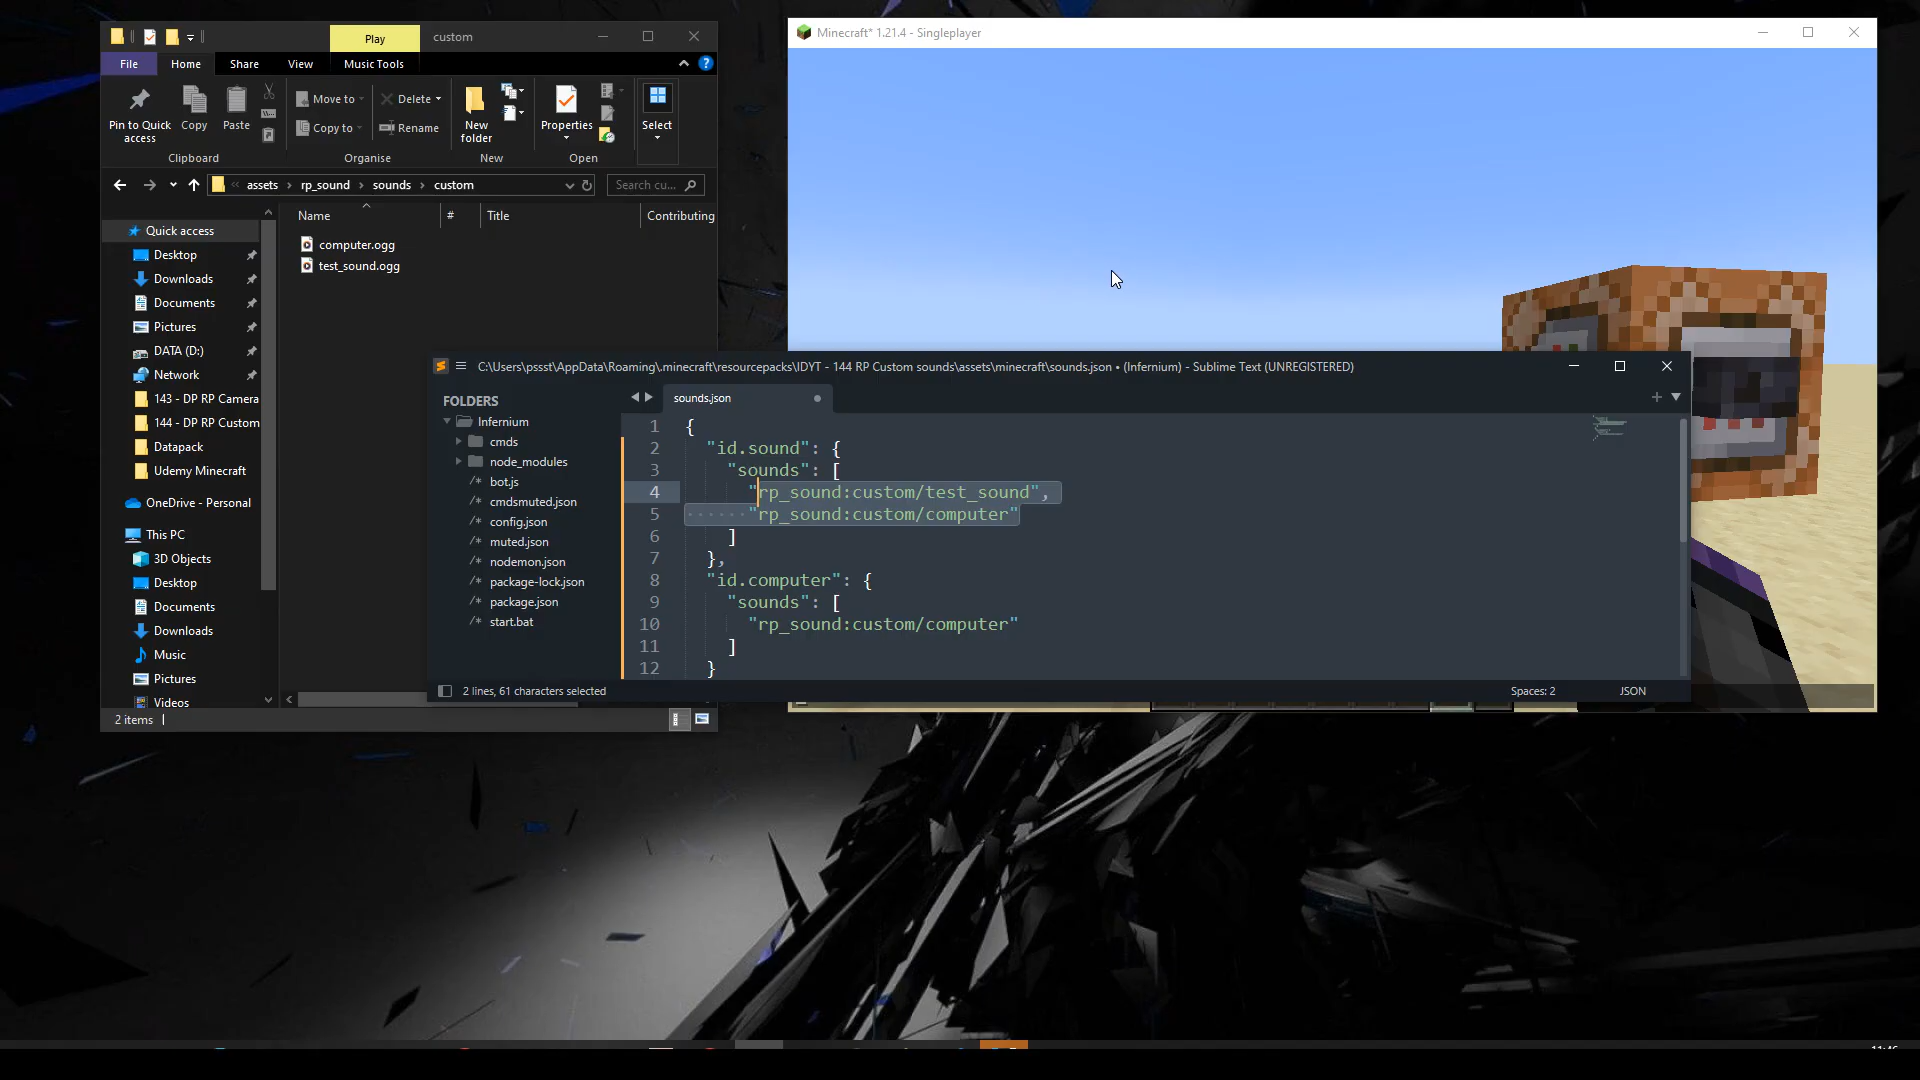 Play
custom
File
Home
Share
View
Music Tools
Pin to Quick access
Copy
Paste
Move to
Copy to
Delete
Rename
New folder
Properties
Select
Clipboard
Organise
New
Open
assets
rp_sound
sounds
custom
Search cu...
Name
#
Title
Contributing
computer.ogg
test_sound.ogg
Quick access
Desktop
Downloads
Documents
Pictures
DATA (D:)
Network
143 - DP RP Camera
144 - DP RP Custom
Datapack
Udemy Minecraft
OneDrive - Personal
This PC
3D Objects
Desktop
Documents
Downloads
Music
Pictures
Videos
2 items
Minecraft* 1.21.4 - Singleplayer
C:\Users\pssst\AppData\Roaming\.minecraft\resourcepacks\IDYT - 144 RP Custom sounds\assets\minecraft\sounds.json • (Infernium) - Sublime Text (UNREGISTERED)
FOLDERS
Infernium
cmds
node_modules
/* bot.js
/* cmdsmuted.json
/* config.json
/* muted.json
/* nodemon.json
/* package-lock.json
/* package.json
/* start.bat
sounds.json
1 {
2 "id.sound": {
3 "sounds": [
4 "rp_sound:custom/test_sound",
5 "rp_sound:custom/computer"
6 ]
7 },
8 "id.computer": {
9 "sounds": [
10 "rp_sound:custom/computer"
11 ]
12 }
2 lines, 61 characters selected
Spaces: 2
JSON